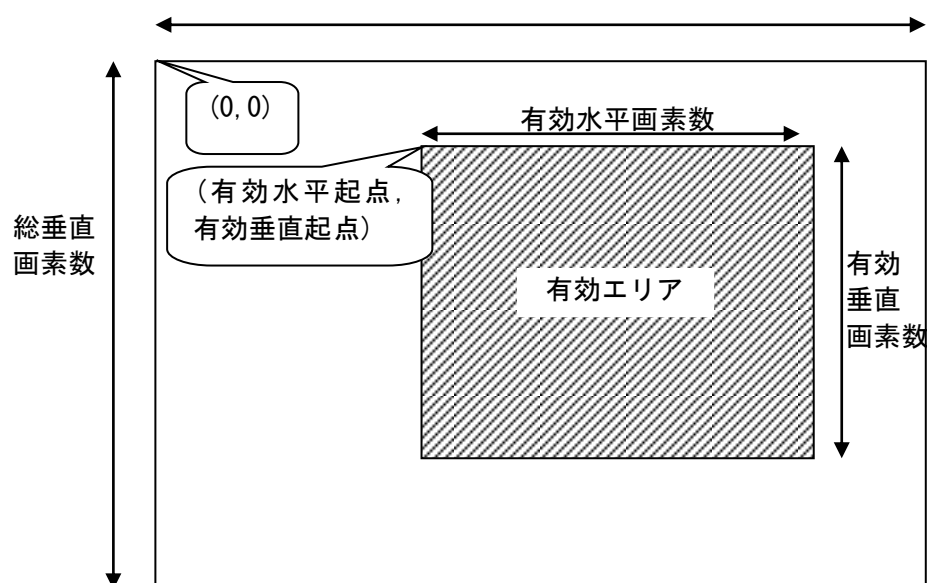 (0,0)
有効水平画素数
(有効水平起点,
有効垂直起点)
総垂直
画素数
有効エリア
有効
垂直
画素数